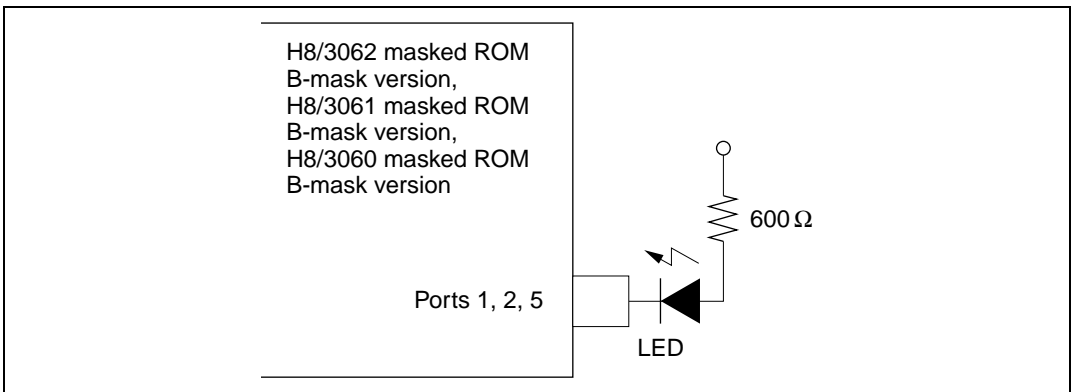 H8/3062 masked ROM
B-mask version,
H8/3061 masked ROM
B-mask version,
H8/3060 masked ROM
B-mask version
600 Ω
Ports 1, 2, 5
LED